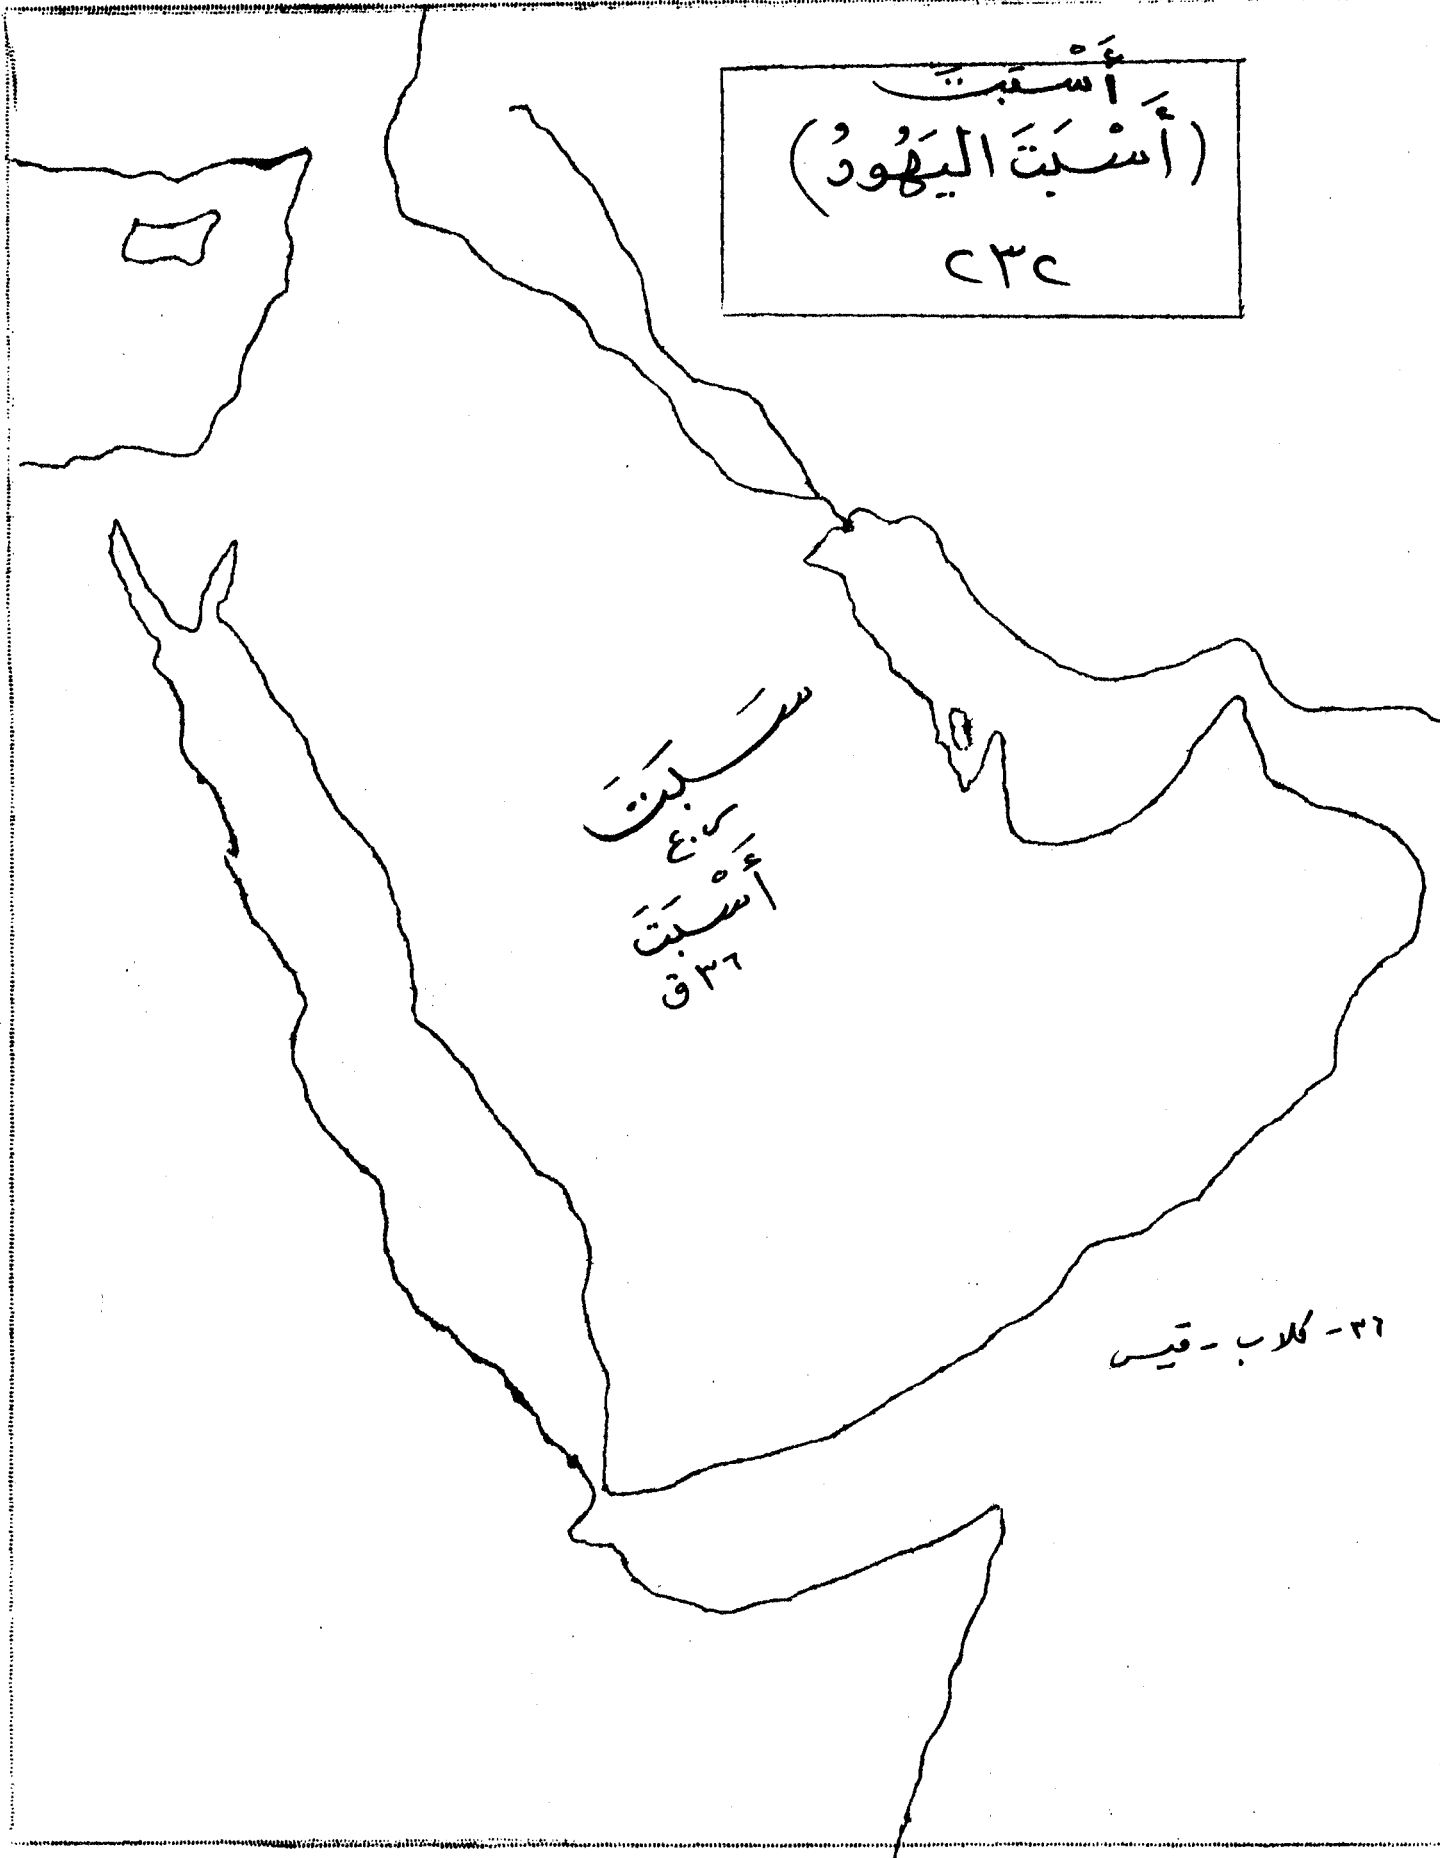 أَسْبَتَ
(أَسْبَتَ اليَهُودُ)
٢٣٢
سَبَتَ
س.ع
أَسْبَتَ
٣٦ ق
٣٦- كلاب - قيس